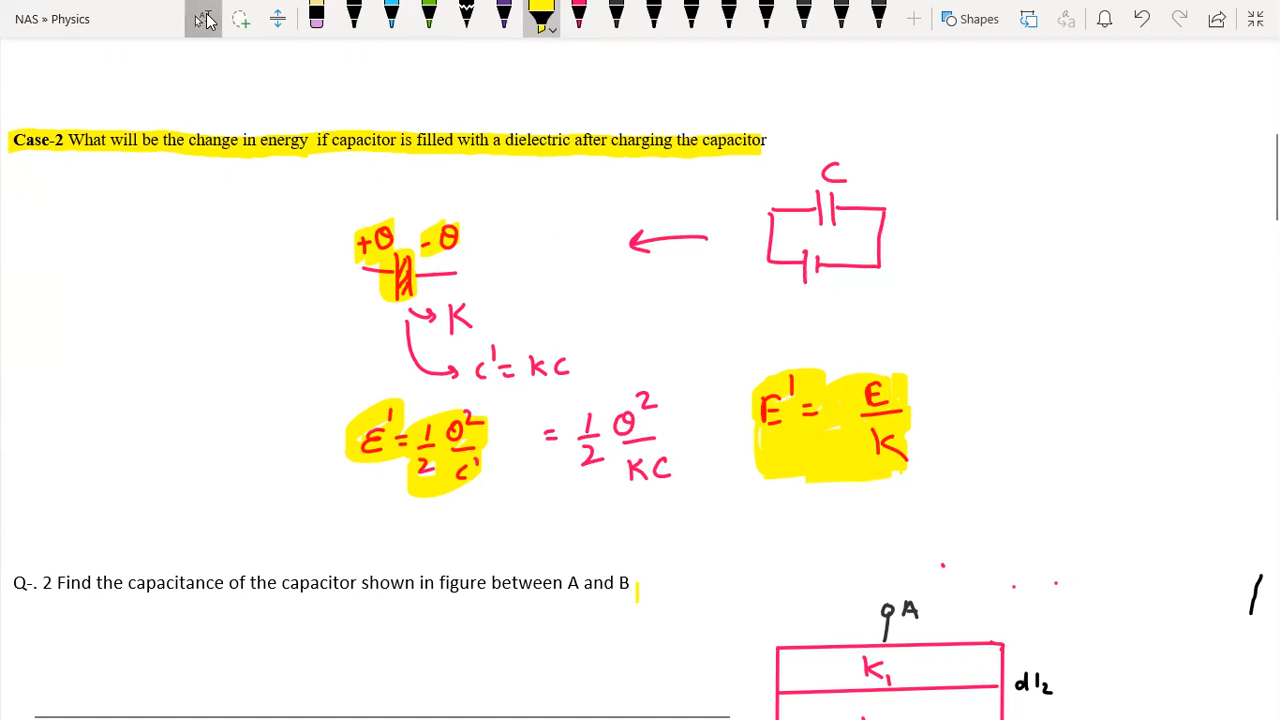 NAS » Physics
Shapes
Case-2 What will be the change in energy if capacitor is filled with a dielectric after charging the capacitor
C
+Q -Q
K
C' = KC
E' = 1/2 Q²/C' = 1/2 Q²/KC
E' = E/K
Q-. 2 Find the capacitance of the capacitor shown in figure between A and B
A
K₁
d/2